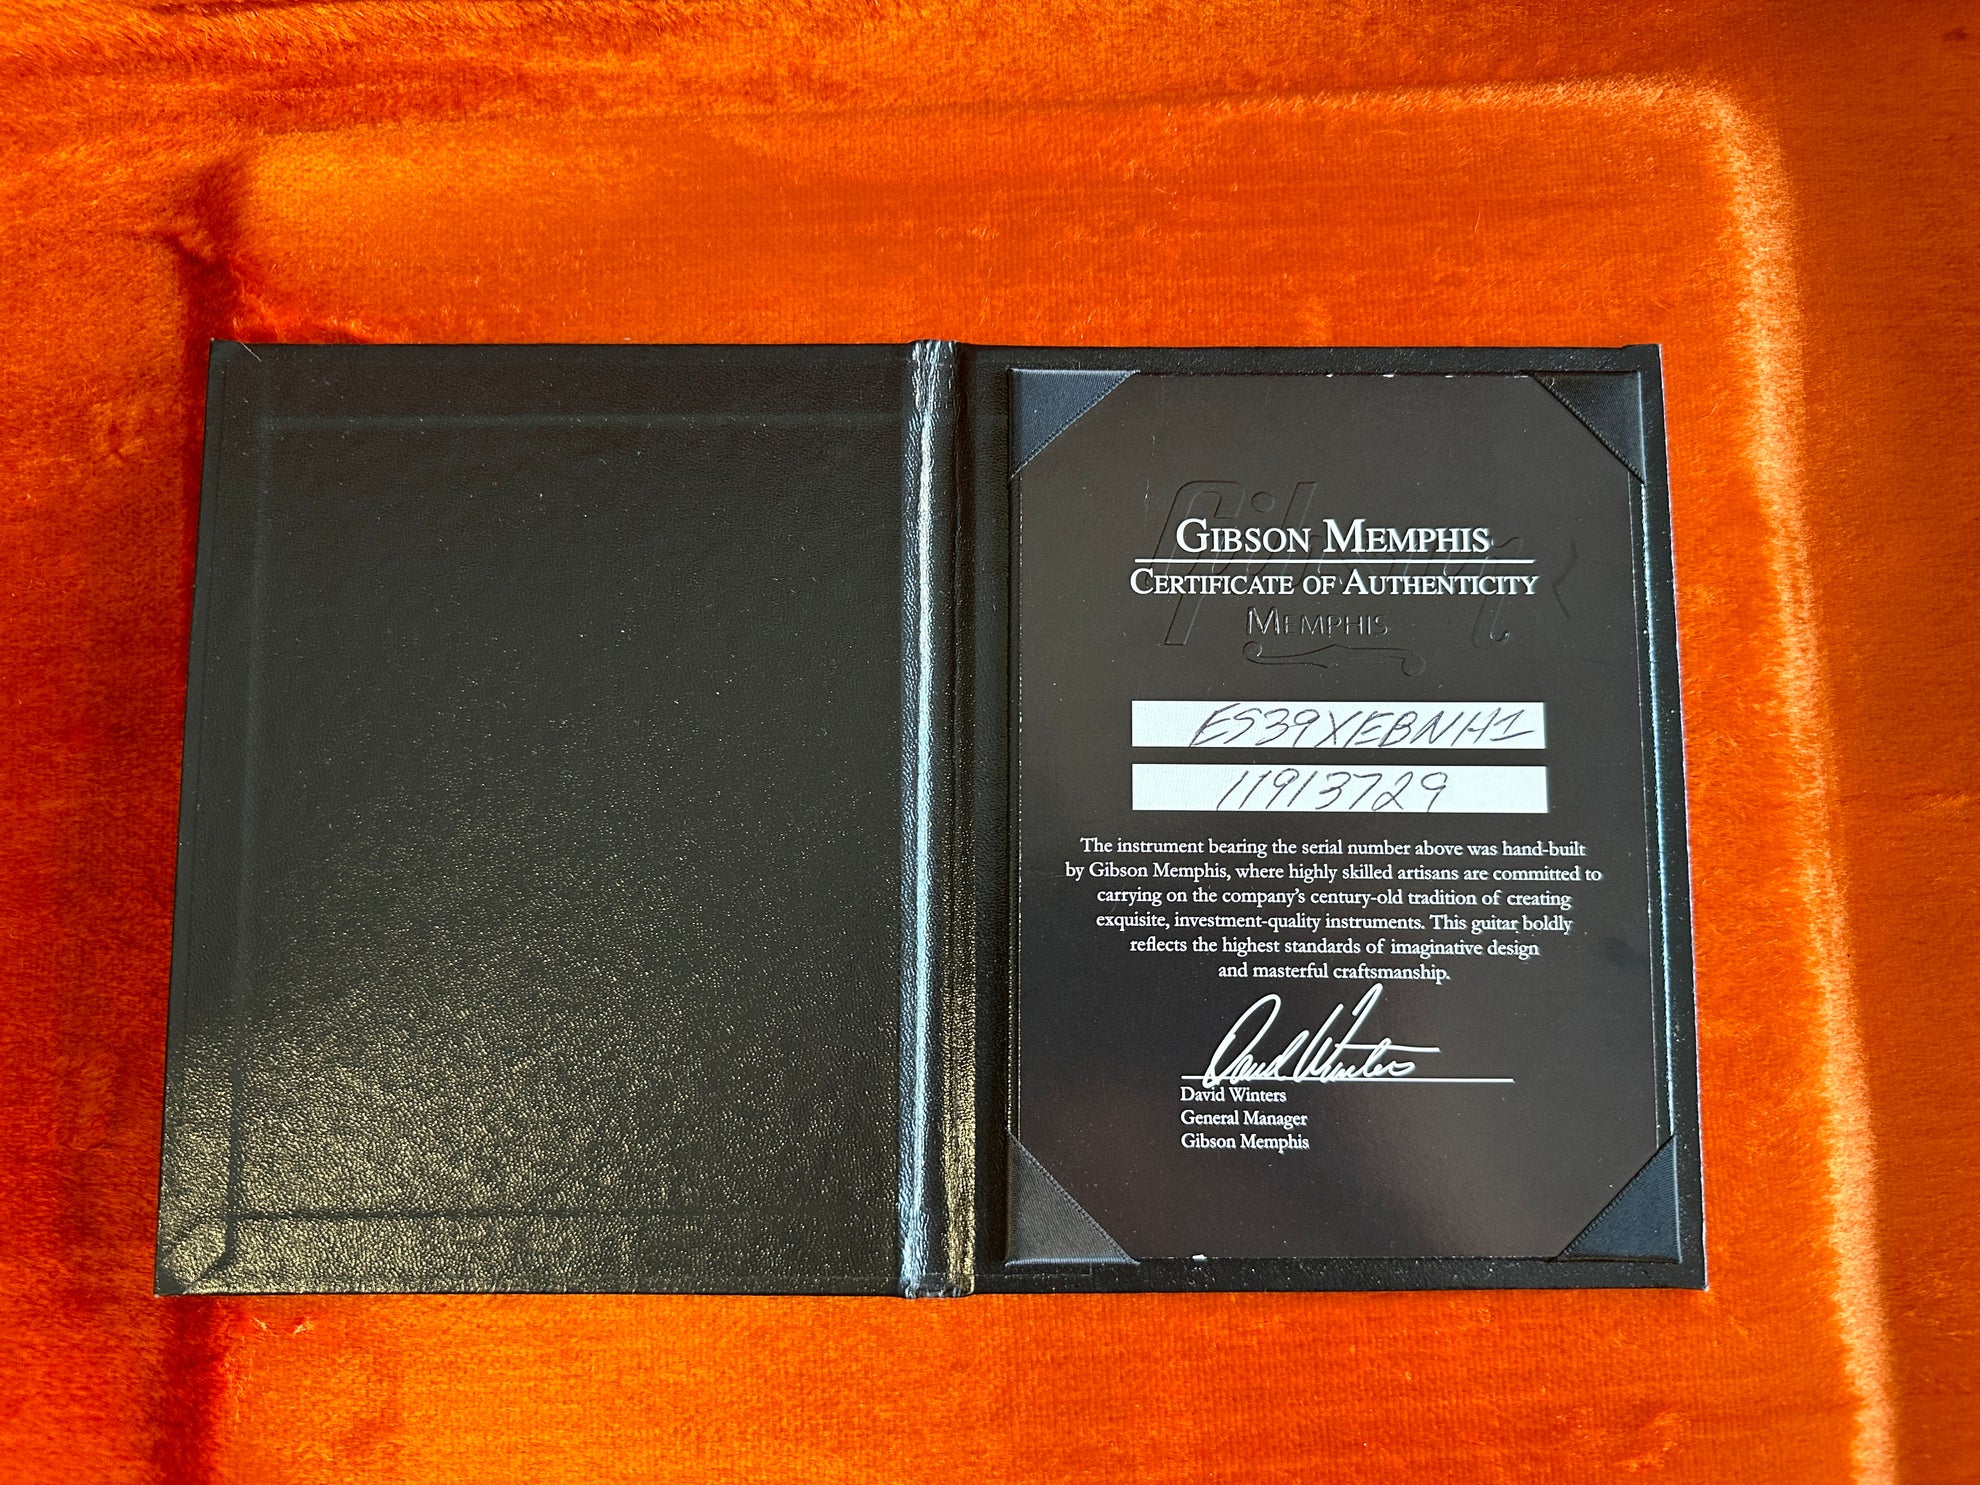 GIBSON MEMPHIS
CERTIFICATE OF AUTHENTICITY
Gibson
MEMPHIS
ES39XEBNH1
11913729
The instrument bearing the serial number above was hand-built
by Gibson Memphis, where highly skilled artisans are committed to
carrying on the company's century-old tradition of creating
exquisite, investment-quality instruments. This guitar boldly
reflects the highest standards of imaginative design
and masterful craftsmanship.
David Winters
David Winters
General Manager
Gibson Memphis